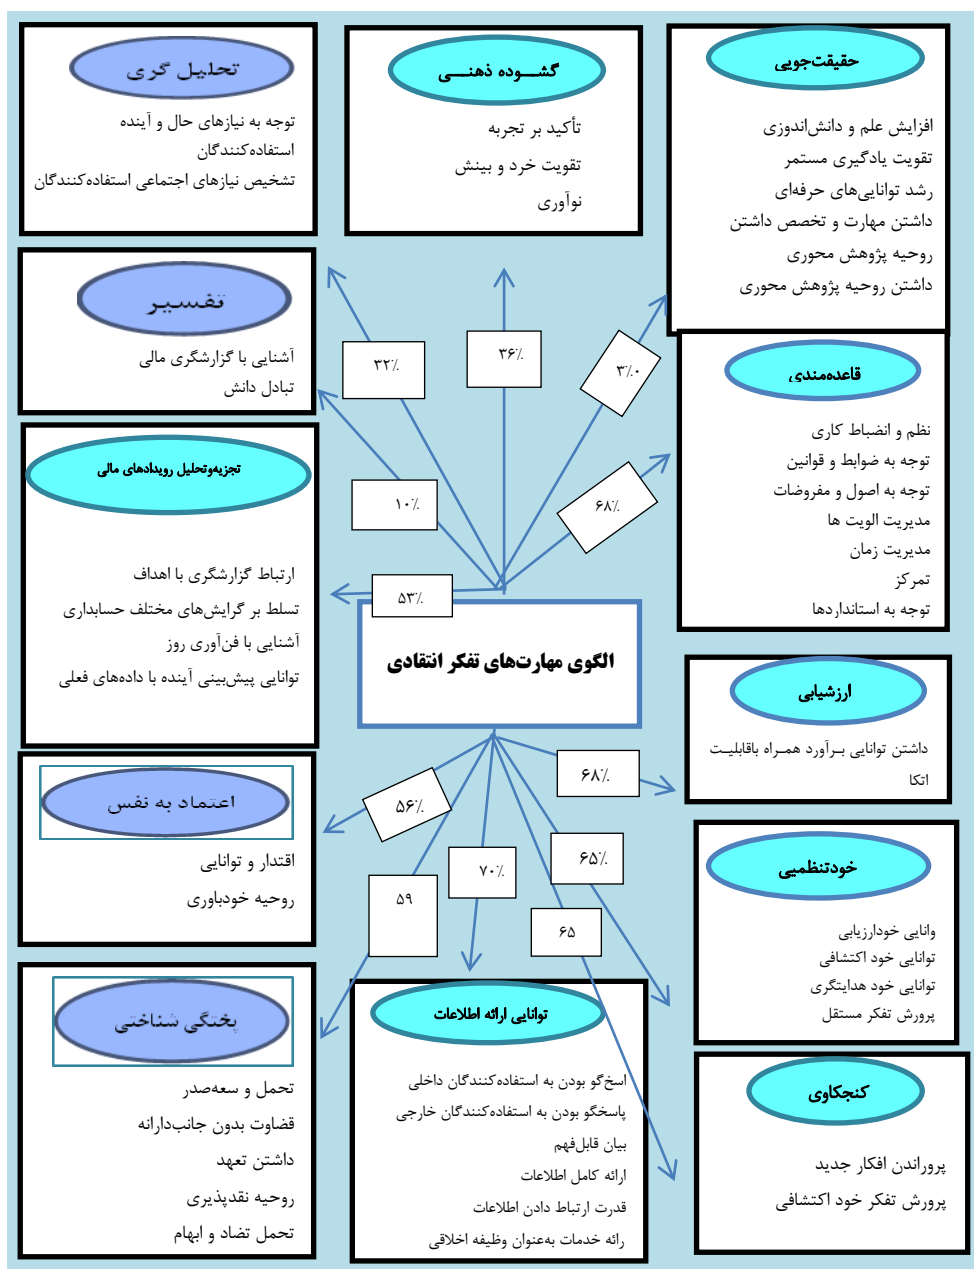 حقیقت‌جویی
افزایش علم و دانش‌اندوزی
تقویت یادگیری مستمر
رشد توانایی‌های حرفه‌ای
داشتن مهارت و تخصص داشتن
روحیه پژوهش محوری
داشتن روحیه پژوهش محوری
گشــوده ذهنــی
تأکید بر تجربه
تقویت خرد و بینش
نوآوری
تحلیل گری
توجه به نیازهای حال و آینده
استفاده‌کنندگان
تشخیص نیازهای اجتماعی استفاده‌کنندگان
تفسیر
آشنایی با گزارشگری مالی
تبادل دانش
قاعده‌مندی
نظم و انضباط کاری
توجه به ضوابط و قوانین
توجه به اصول و مفروضات
مدیریت الویت ها
مدیریت زمان
تمرکز
توجه به استانداردها
۳٪۰
۳۶٪
۳۲٪
۶۸٪
۱۰٪
۵۳٪
تجزیه‌وتحلیل رویدادهای مالی
ارتباط گزارشگری با اهداف
تسلط بر گرایش‌های مختلف حسابداری
آشنایی با فن‌آوری روز
توانایی پیش‌بینی آینده با داده‌های فعلی
الگوی مهارت‌های تفکر انتقادی
ارزشیابی
داشتن توانایی بـرآورد همـراه باقابلیـت
اتکا
۶۸٪
۵۶٪
۶۵٪
۷۰٪
۵۹
۶۵
اعتماد به نفس
اقتدار و توانایی
روحیه خودباوری
خودتنظمیی
وانایی خودارزیابی
توانایی خود اکتشافی
توانایی خود هدایتگری
پرورش تفکر مستقل
توانایی ارائه اطلاعات
اسخ‌گو بودن به استفاده‌کنندگان داخلی
پاسخگو بودن به استفاده‌کنندگان خارجی
بیان قابل‌فهم
ارائه کامل اطلاعات
قدرت ارتباط دادن اطلاعات
رائه خدمات به‌عنوان وظیفه اخلاقی
پختگی شناختی
تحمل و سعه‌صدر
قضاوت بدون جانب‌دارانه
داشتن تعهد
روحیه نقدپذیری
تحمل تضاد و ابهام
کنجکاوی
پروراندن افکار جدید
پرورش تفکر خود اکتشافی